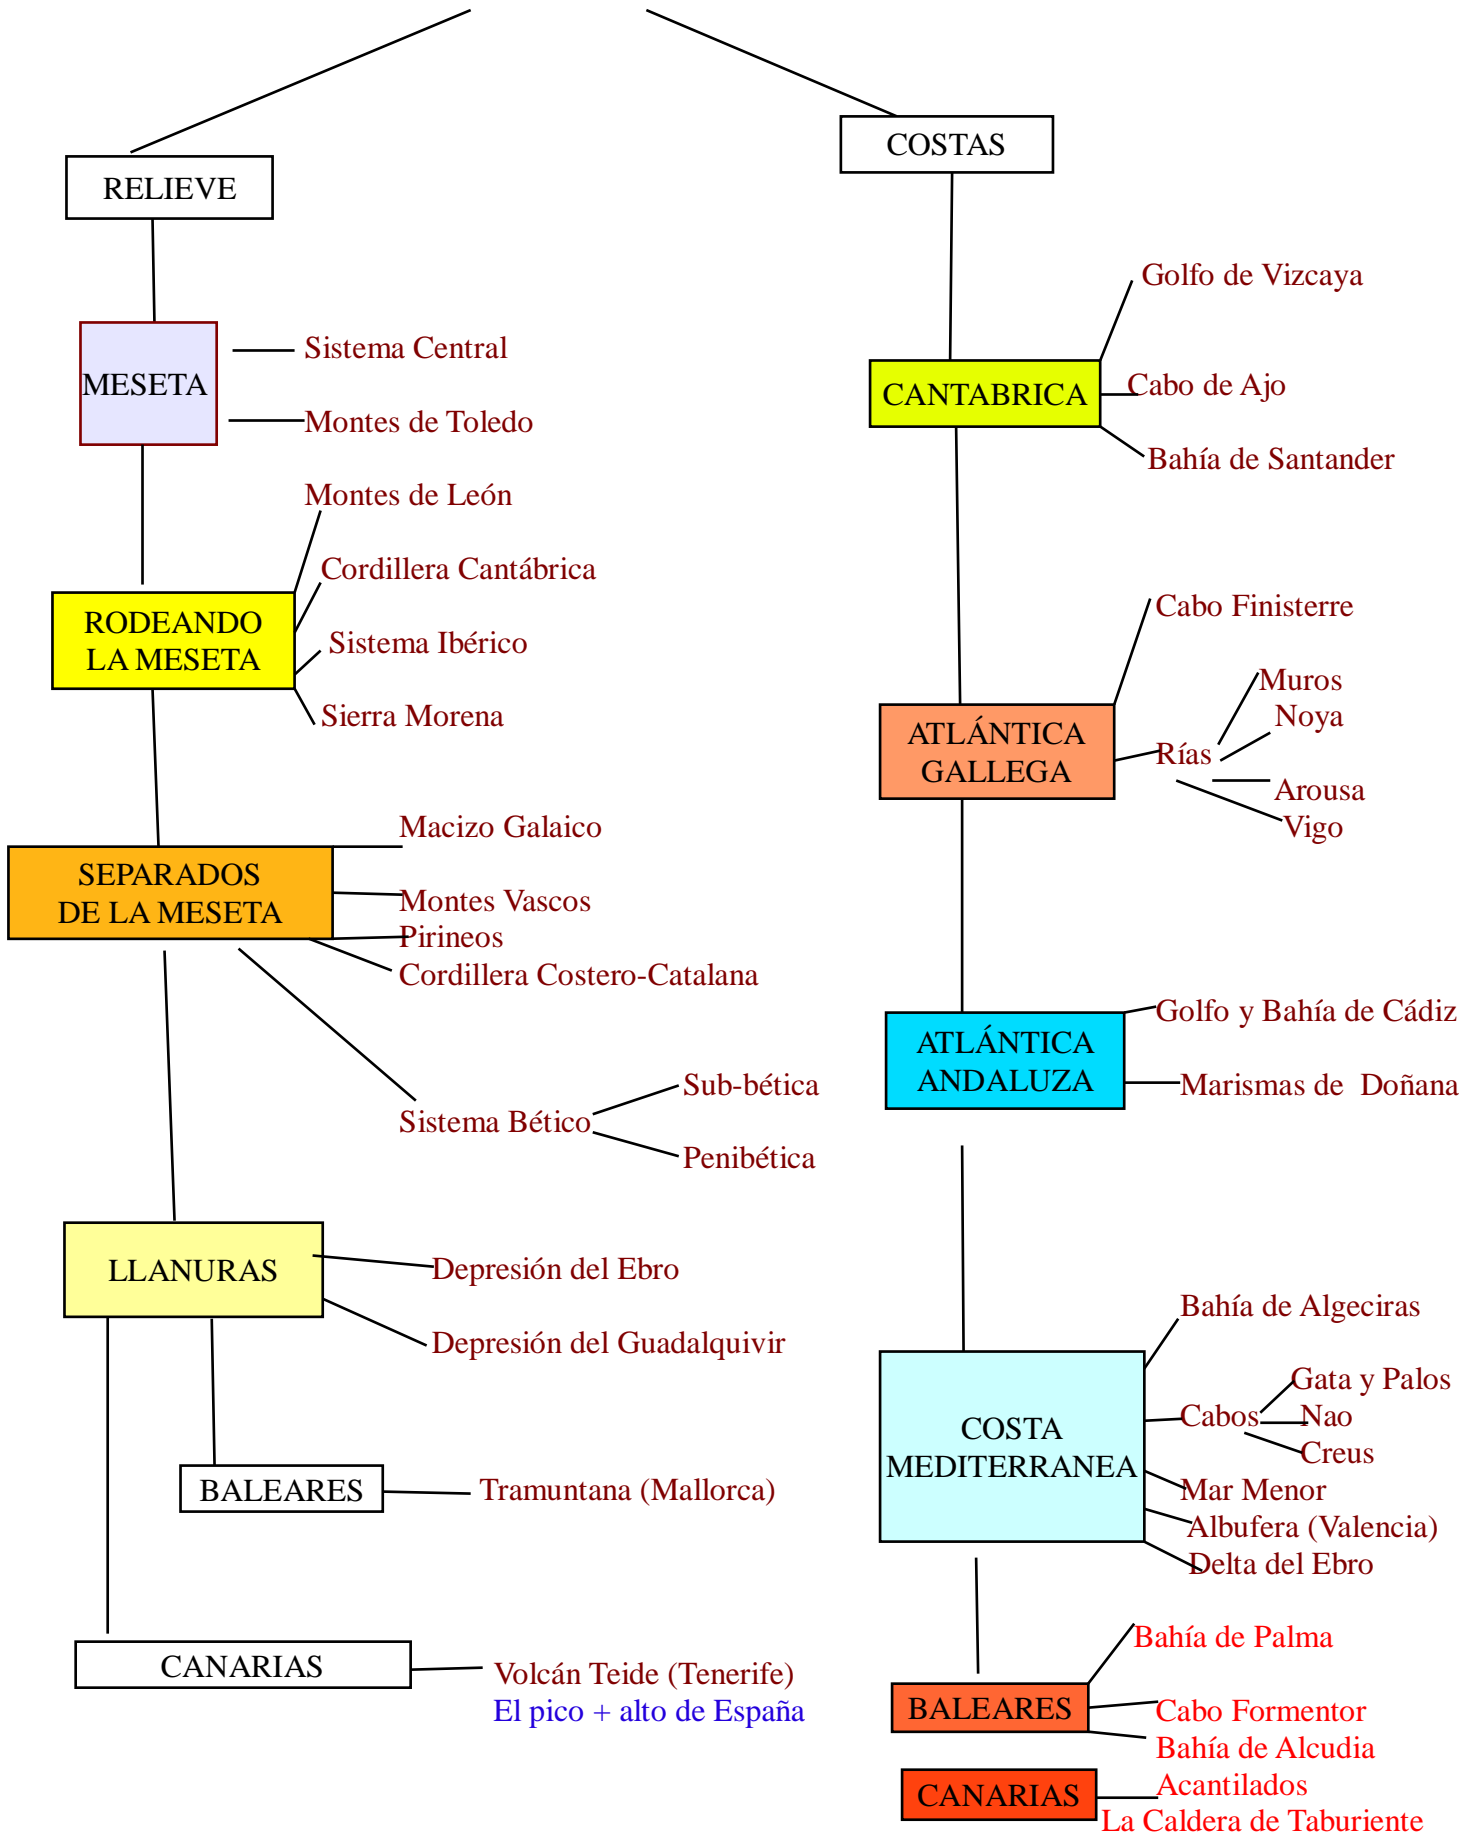 RELIEVE
MESETA
Sistema Central
Montes de Toledo
RODEANDO
LA MESETA
Montes de León
Cordillera Cantábrica
Sistema Ibérico
Sierra Morena
SEPARADOS
DE LA MESETA
Macizo Galaico
Montes Vascos
Pirineos
Cordillera Costero-Catalana
Sistema Bético
Sub-bética
Penibética
LLANURAS
Depresión del Ebro
Depresión del Guadalquivir
BALEARES
Tramuntana (Mallorca)
CANARIAS
Volcán Teide (Tenerife)
El pico + alto de España
COSTAS
CANTABRICA
Golfo de Vizcaya
Cabo de Ajo
Bahía de Santander
ATLÁNTICA
GALLEGA
Cabo Finisterre
Rías
Muros
Noya
Arousa
Vigo
ATLÁNTICA
ANDALUZA
Golfo y Bahía de Cádiz
Marismas de Doñana
COSTA
MEDITERRANEA
Bahía de Algeciras
Cabos
Gata y Palos
Nao
Creus
Mar Menor
Albufera (Valencia)
Delta del Ebro
BALEARES
Bahía de Palma
Cabo Formentor
Bahía de Alcudia
CANARIAS
Acantilados
La Caldera de Taburiente